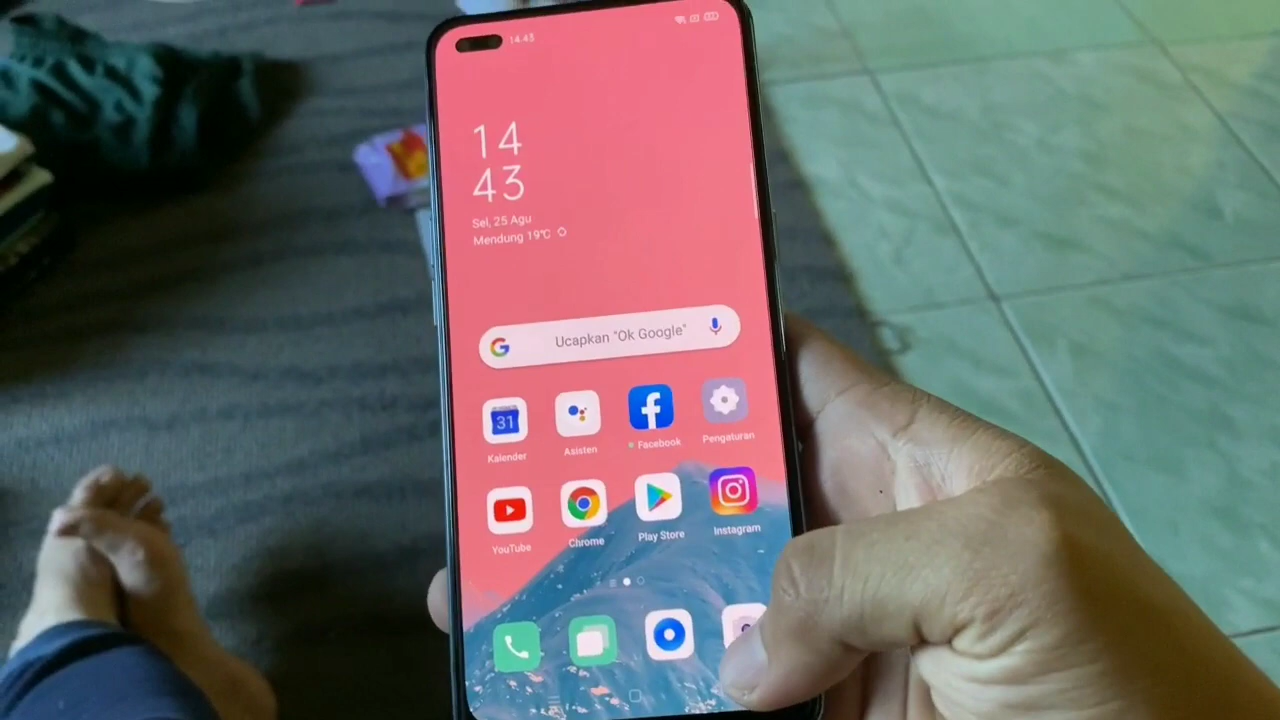 14.43
14
43
Sel, 25 Agu
Mendung 19°C
Ucapkan "Ok Google"
31
Kalender
Asisten
Facebook
Pengaturan
YouTube
Chrome
Play Store
Instagram